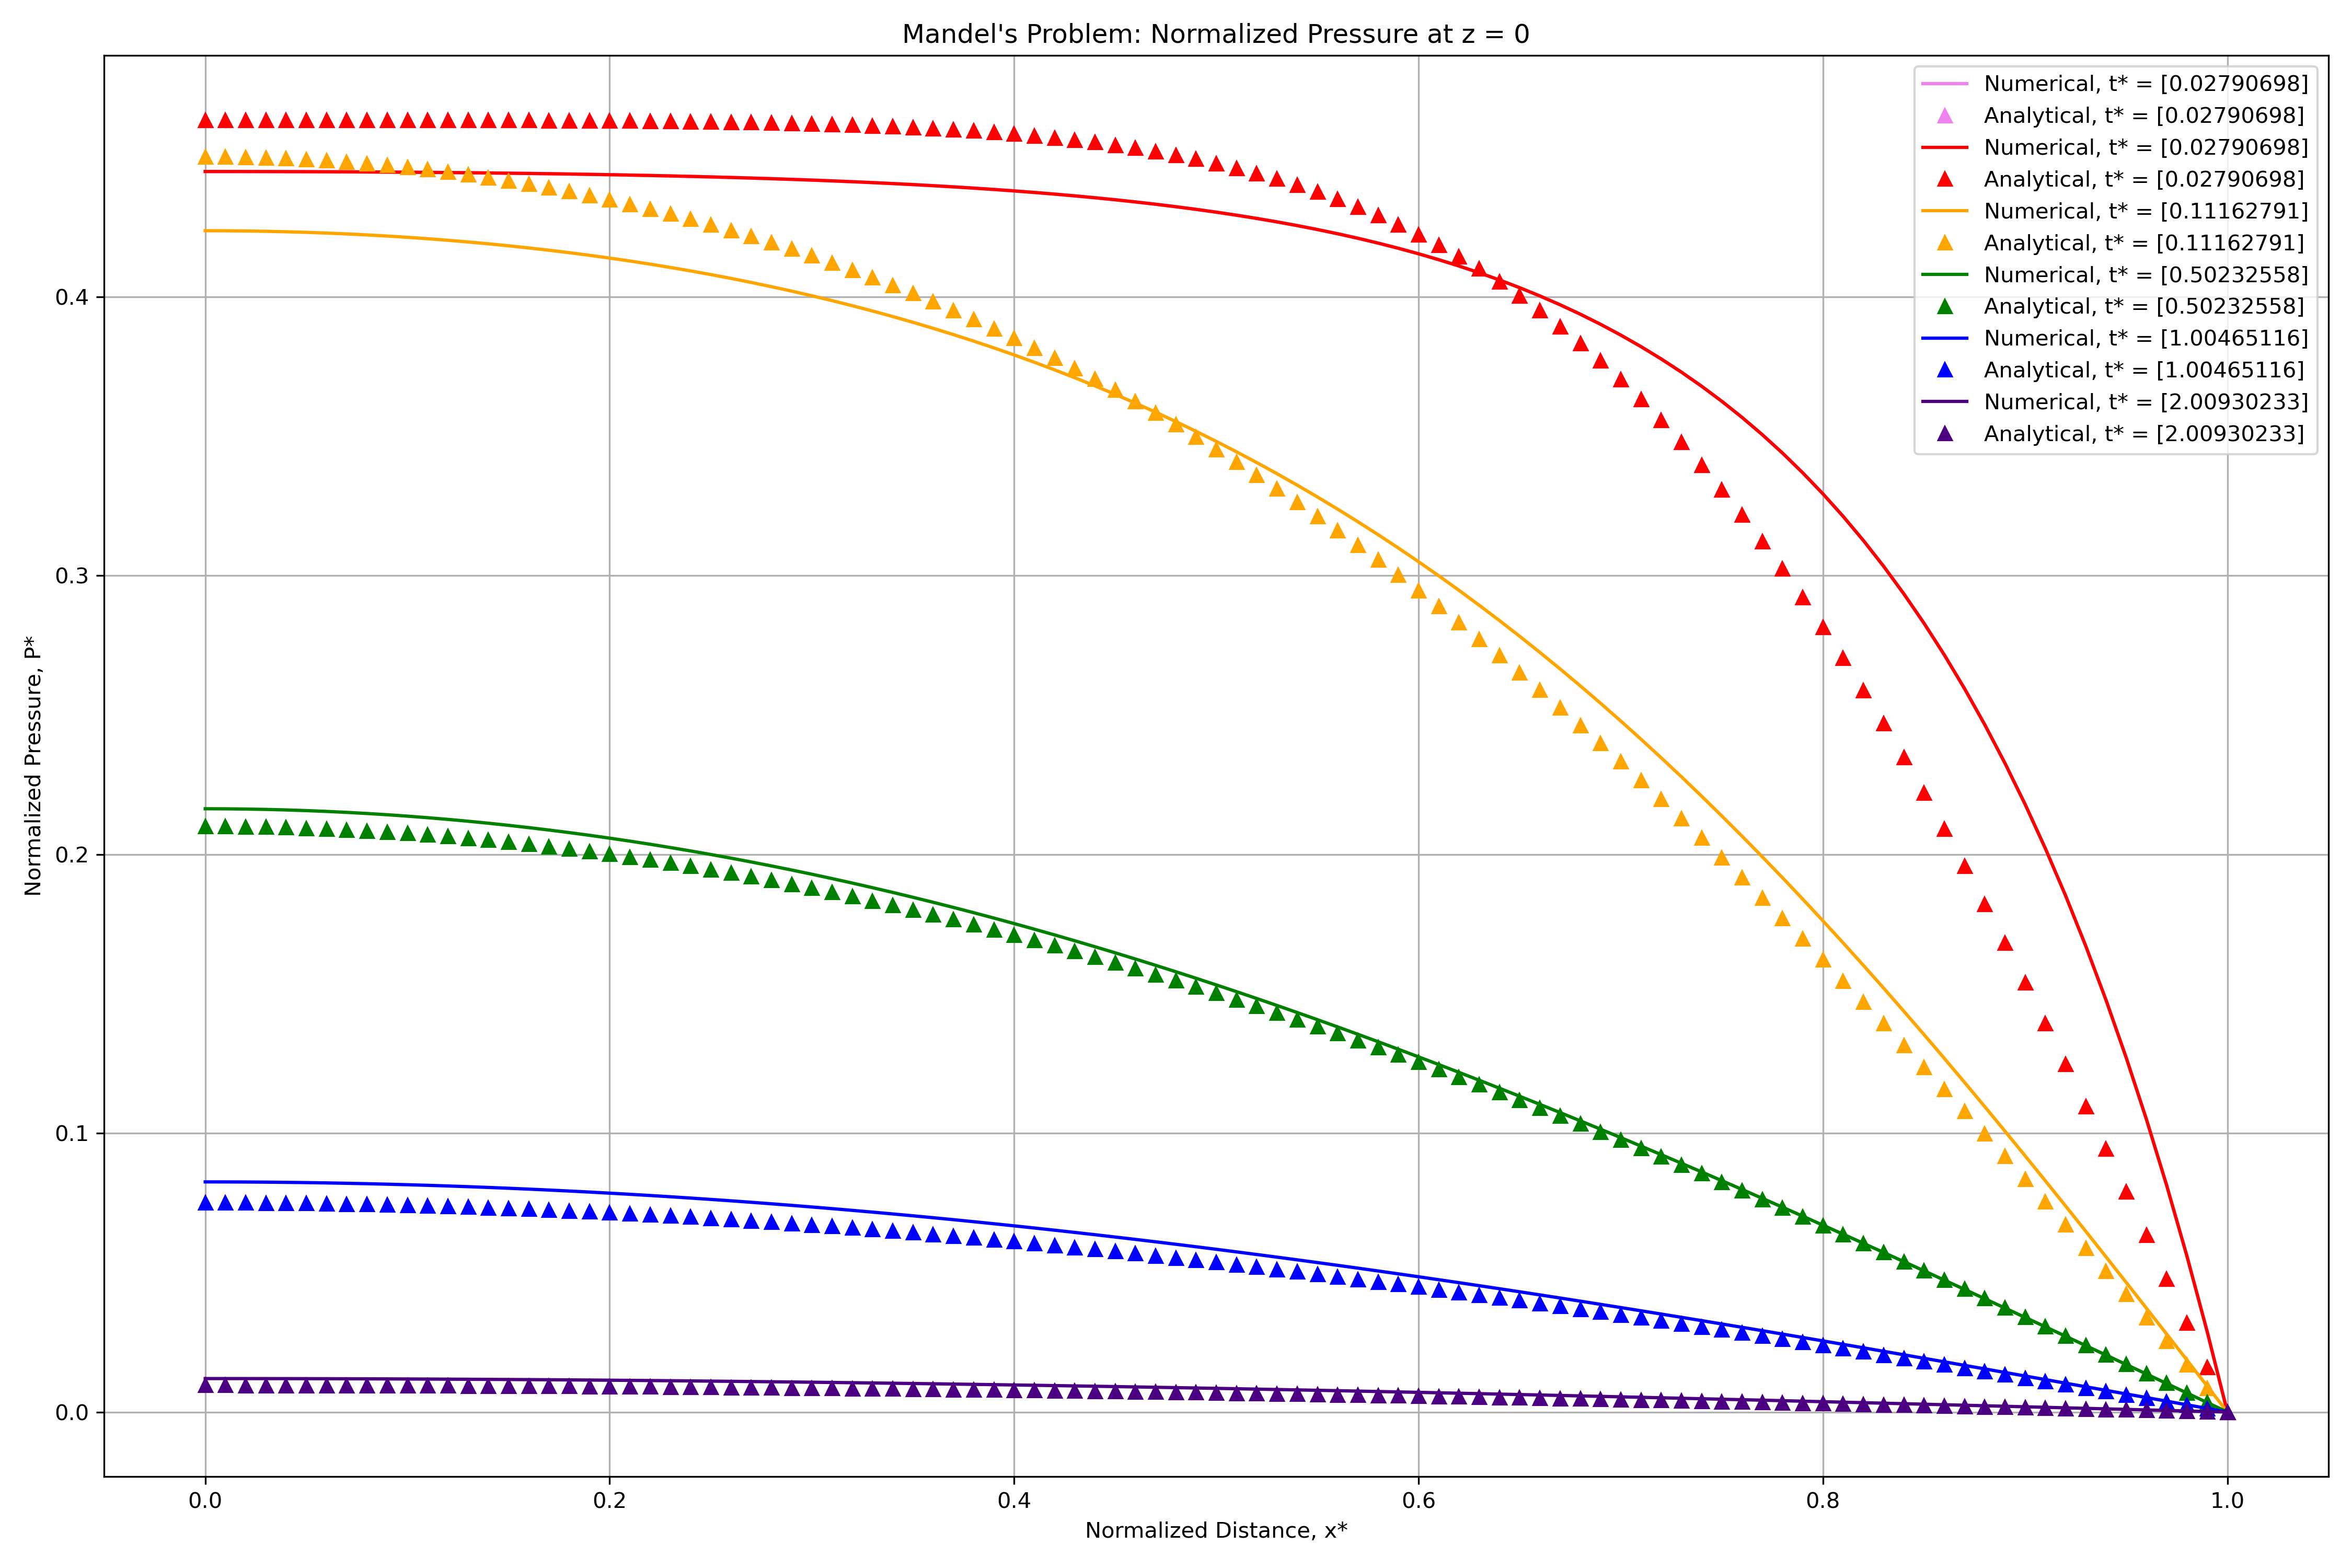 Mandel's Problem: Normalized Pressure at z = 0
Numerical, t* = [0.02790698]
Analytical, t* = [0.02790698]
Numerical, t* = [0.02790698]
Analytical, t* = [0.02790698]
Numerical, t* = [0.11162791]
Analytical, t* = [0.11162791]
Numerical, t* = [0.50232558]
Analytical, t* = [0.50232558]
Numerical, t* = [1.00465116]
Analytical, t* = [1.00465116]
Numerical, t* = [2.00930233]
Analytical, t* = [2.00930233]
Normalized Pressure, P*
0.4
0.3
0.2
0.1
0.0
0.0 0.2 0.4 0.6 0.8 1.0
Normalized Distance, x*